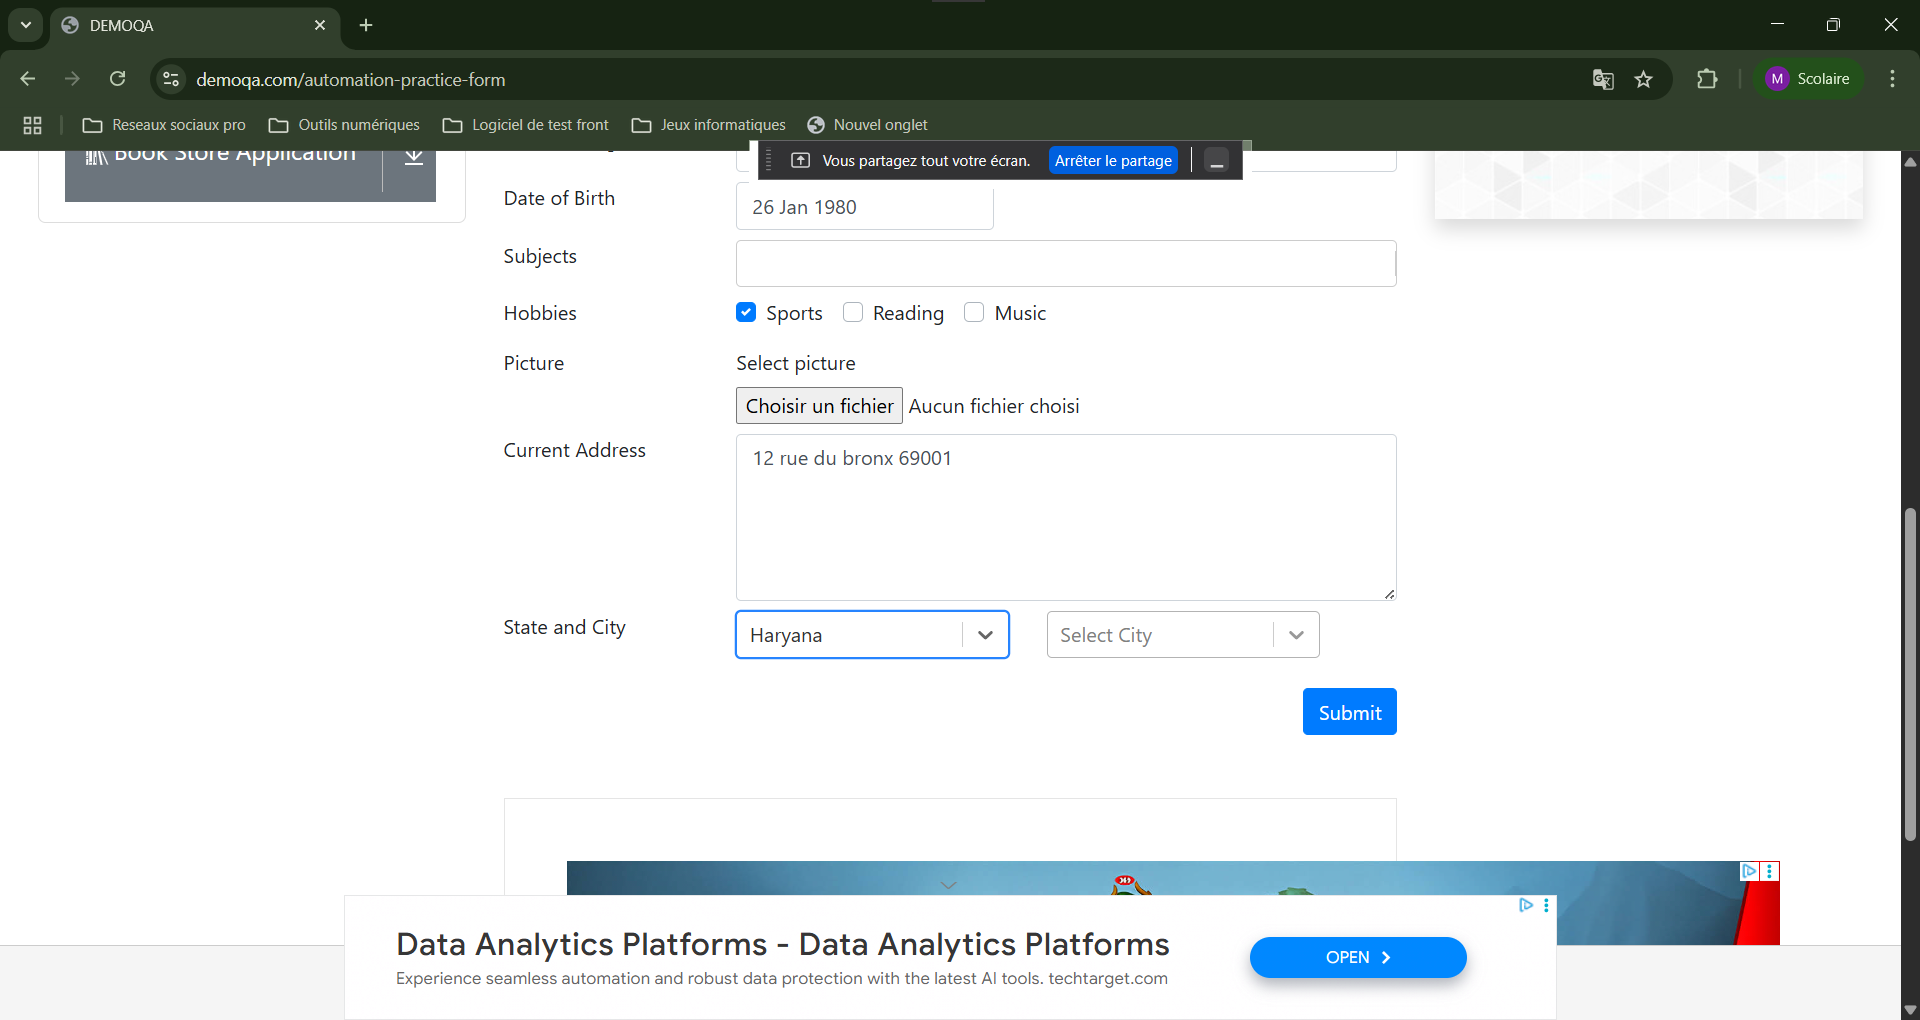 DEMOQA
demoqa.com/automation-practice-form
M Scolaire
Reseaux sociaux pro
Outils numériques
Logiciel de test front
Jeux informatiques
Nouvel onglet
Vous partagez tout votre écran.
Arrêter le partage
Book Store Application
Date of Birth
26 Jan 1980
Subjects
Hobbies
Sports
Reading
Music
Picture
Select picture
Choisir un fichier
Aucun fichier choisi
Current Address
12 rue du bronx 69001
State and City
Haryana
Select City
Submit
Data Analytics Platforms - Data Analytics Platforms
Experience seamless automation and robust data protection with the latest AI tools. techtarget.com
OPEN